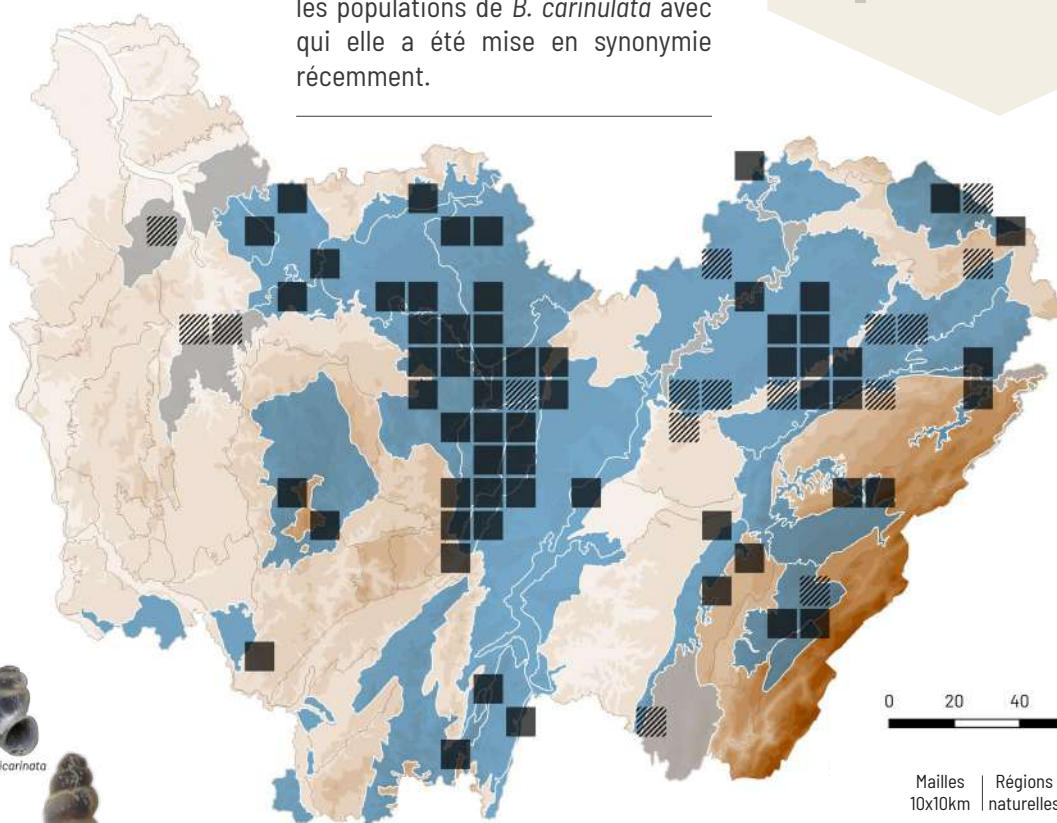 les populations de B. carinulata avec
qui elle a été mise en synonymie
récemment.
icarinata
0 20 40
Mailles Régions
10x10km naturelles